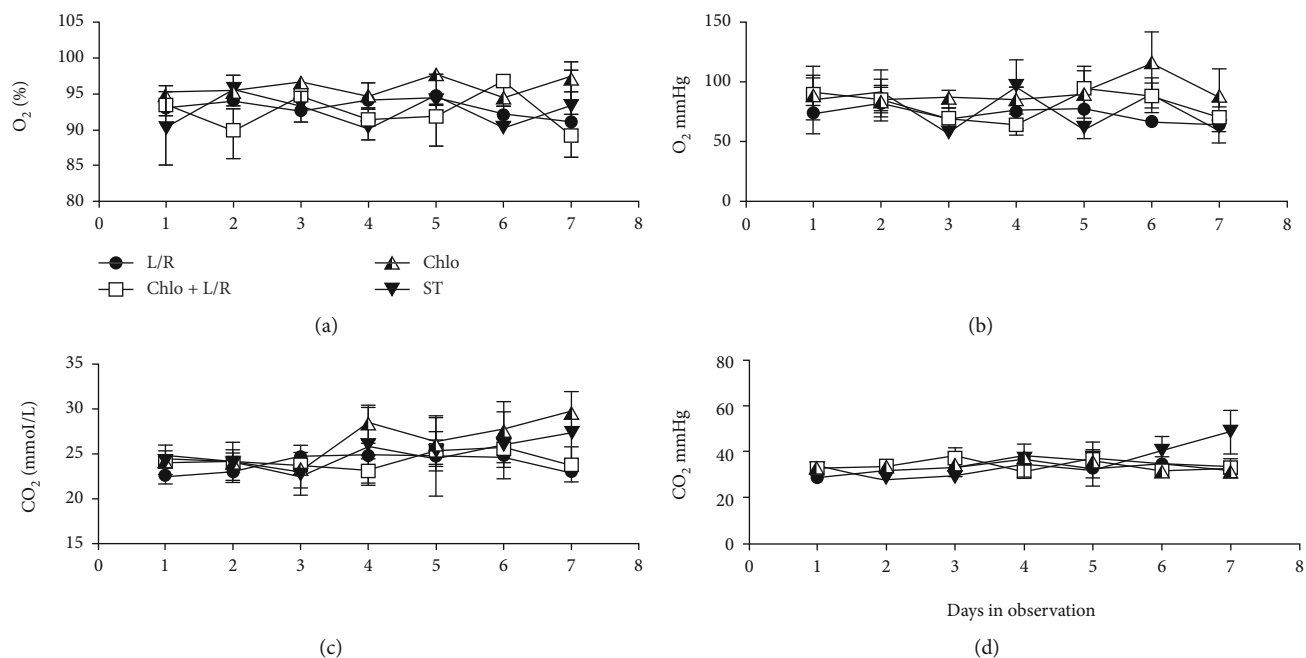 105
100
95
90
85
80
O2 (%)
0 1 2 3 4 5 6 7 8
L/R
Chlo + L/R
Chlo
ST
(a)
150
100
50
0
O2 mmHg
0 1 2 3 4 5 6 7 8
(b)
35
30
25
20
15
CO2 (mmol/L)
0 1 2 3 4 5 6 7 8
(c)
80
60
40
20
0
CO2 mmHg
0 1 2 3 4 5 6 7 8
Days in observation
(d)